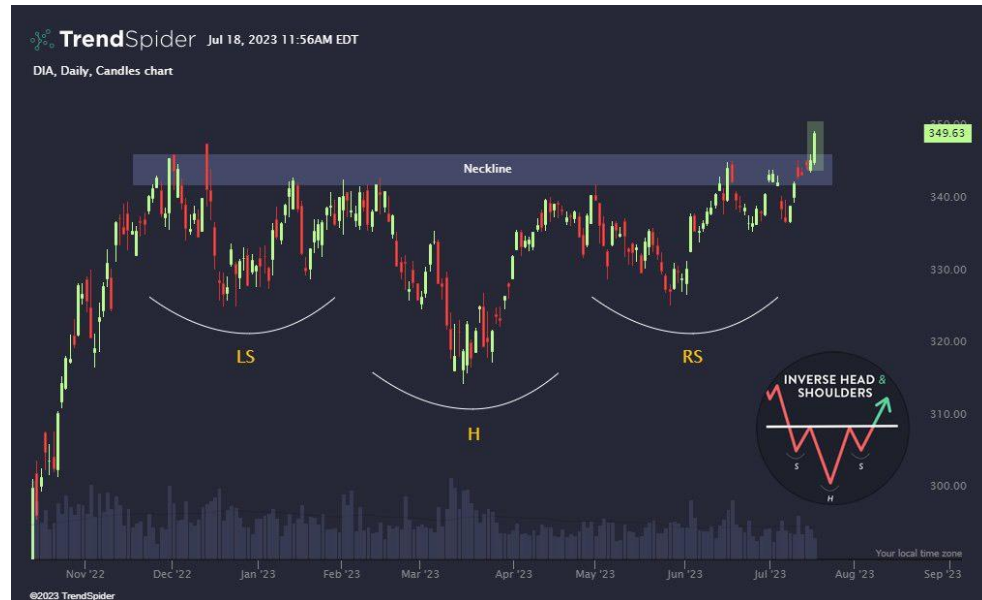 TrendSpider Jul 18, 2023 11:56AM EDT
DIA, Daily, Candles chart
350.00
349.63
Neckline
340.00
330.00
LS
RS
320.00
INVERSE HEAD &
SHOULDERS
310.00
H
S
S
H
300.00
Your local time zone
Nov '22 Dec '22 Jan '23 Feb '23 Mar '23 Apr '23 May '23 Jun '23 Jul '23 Aug '23 Sep '23
©2023 TrendSpider